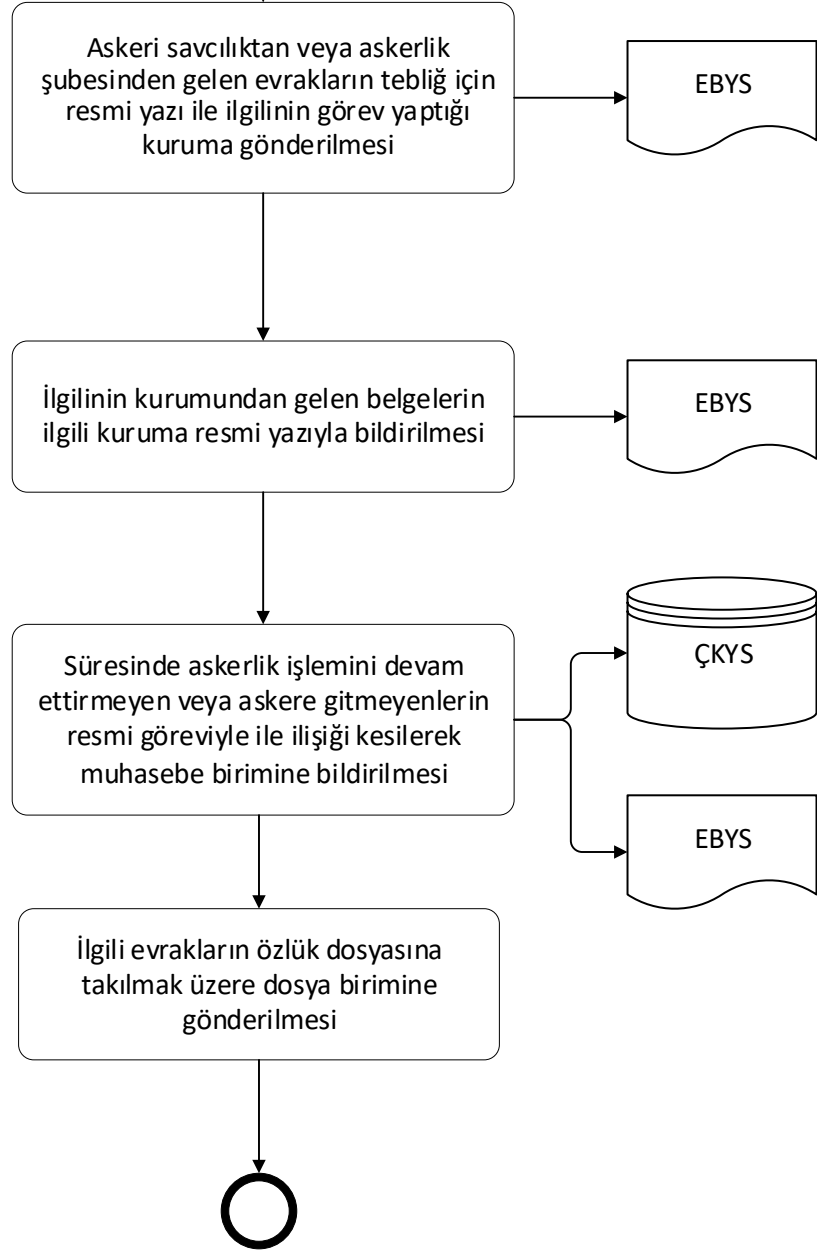 Askeri savcılıktan veya askerlik
şubesinden gelen evrakların tebliğ için
resmi yazı ile ilgilinin görev yaptığı
kuruma gönderilmesi
EBYS
İlgilinin kurumundan gelen belgelerin
ilgili kuruma resmi yazıyla bildirilmesi
EBYS
Süresinde askerlik işlemini devam
ettirmeyen veya askere gitmeyenlerin
resmi göreviyle ile ilişiği kesilerek
muhasebe birimine bildirilmesi
ÇKYS
EBYS
İlgili evrakların özlük dosyasına
takılmak üzere dosya birimine
gönderilmesi